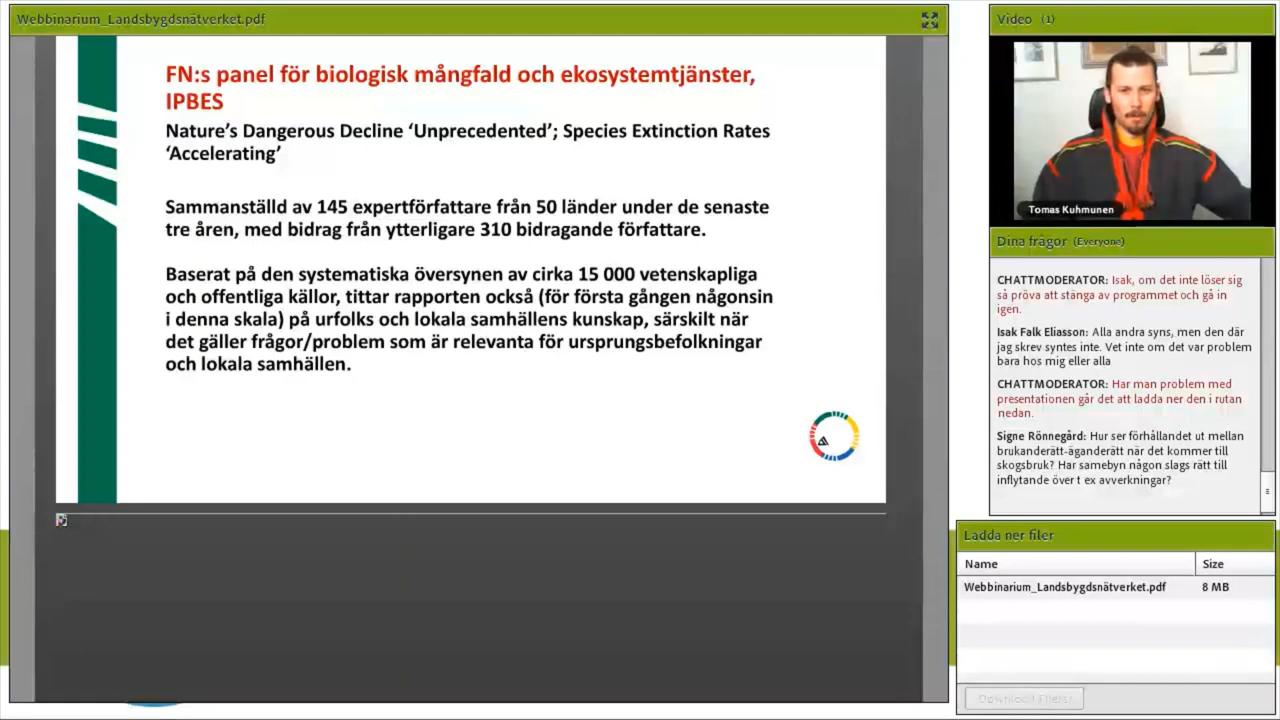 Webbinarium_Landsbygdsnätverket.pdf
FN:s panel för biologisk mångfald och ekosystemtjänster,
IPBES
Nature’s Dangerous Decline ‘Unprecedented’; Species Extinction Rates
‘Accelerating’
Sammanställd av 145 expertförfattare från 50 länder under de senaste
tre åren, med bidrag från ytterligare 310 bidragande författare.
Baserat på den systematiska översynen av cirka 15 000 vetenskapliga
och offentliga källor, tittar rapporten också (för första gången någonsin
i denna skala) på urfolks och lokala samhällens kunskap, särskilt när
det gäller frågor/problem som är relevanta för ursprungsbefolkningar
och lokala samhällen.
Video (1)
Tomas Kuhmunen
Dina frågor (Everyone)
CHATTMODERATOR: Isak, om det inte löser sig
så pröva att stänga av programmet och gå in
igen.
Isak Falk Eliasson: Alla andra syns, men den där
jag skrev syntes inte. Vet inte om det var problem
bara hos mig eller alla
CHATTMODERATOR: Har man problem med
presentationen går det att ladda ner den i rutan
nedan.
Signe Rönnegård: Hur ser förhållandet ut mellan
brukanderätt-äganderätt när det kommer till
skogsbruk? Har samebyn någon slags rätt till
inflytande över t ex avverkningar?
Ladda ner filer
Name Size
Webbinarium_Landsbygdsnätverket.pdf 8 MB
Download File(s)